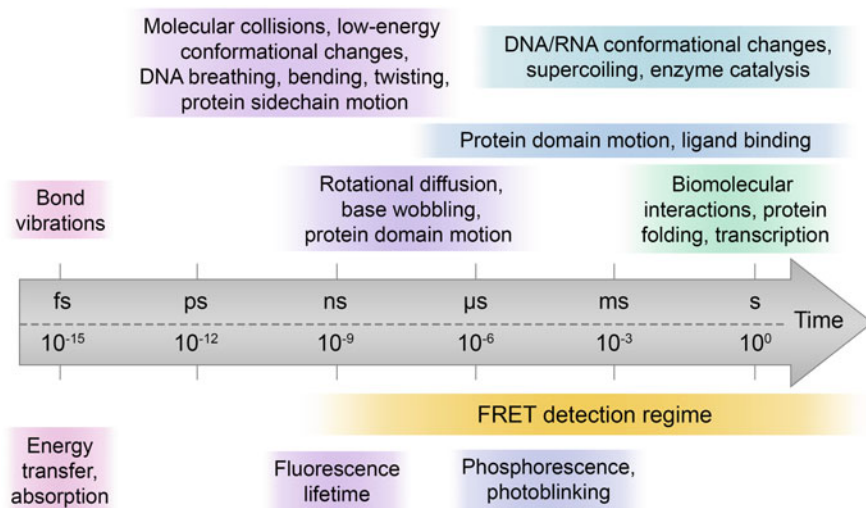 Molecular collisions, low-energy
conformational changes,
DNA breathing, bending, twisting,
protein sidechain motion
DNA/RNA conformational changes,
supercoiling, enzyme catalysis
Protein domain motion, ligand binding
Bond
vibrations
Rotational diffusion,
base wobbling,
protein domain motion
Biomolecular
interactions, protein
folding, transcription
fs ps ns µs ms s
Time
10⁻¹⁵ 10⁻¹² 10⁻⁹ 10⁻⁶ 10⁻³ 10⁰
FRET detection regime
Energy
transfer,
absorption
Fluorescence
lifetime
Phosphorescence,
photoblinking